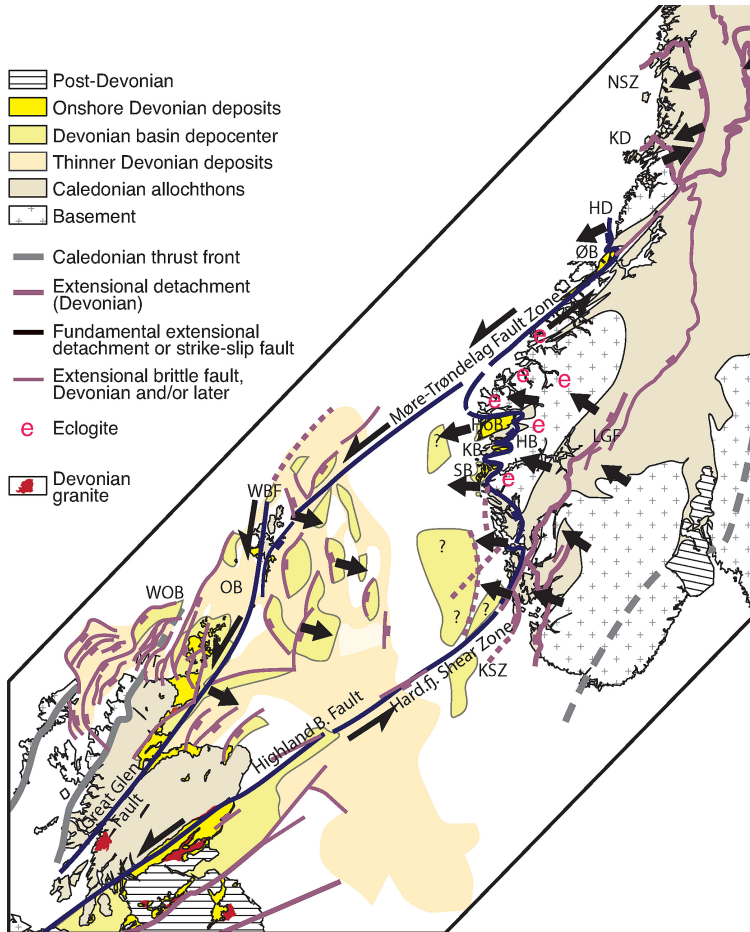 Post-Devonian
Onshore Devonian deposits
Devonian basin depocenter
Thinner Devonian deposits
Caledonian allochthons
Basement
Caledonian thrust front
Extensional detachment
(Devonian)
Fundamental extensional
detachment or strike-slip fault
Extensional brittle fault,
Devonian and/or later
e
Eclogite
Devonian
granite
NSZ
KD
HD
ØB
Møre-Trøndelag Fault Zone
e
e
e
e
HoB
e
?
KB
HB
LGF
SB
e
WBF
?
WOB
OB
?
?
MT
KSZ
Hard.fj. Shear Zone
Highland B. Fault
Great Glen
Fault